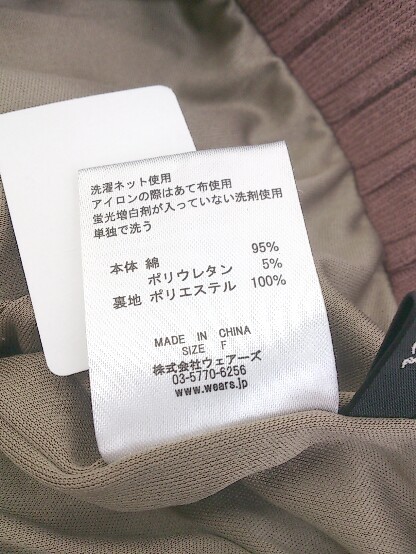 洗濯ネット使用
アイロンの際はあて布使用
蛍光増白剤が入っていない洗剤使用
単独で洗う
本体 綿 95%
ポリウレタン 5%
裏地 ポリエステル 100%
MADE IN CHINA
SIZE F
株式会社ウェアーズ
03-5770-6256
www.wears.jp